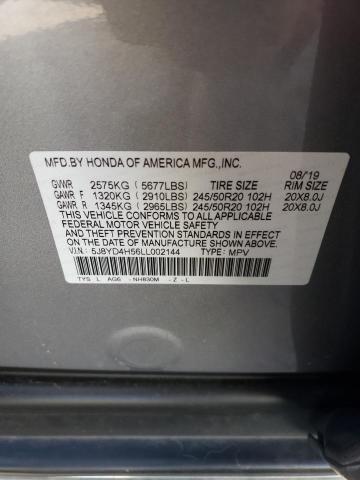 MFD.BY HONDA OF AMERICA MFG.,INC. 08/19
GVWR 2575KG (5677LBS) TIRE SIZE RIM SIZE
GAWR F 1320KG (2910LBS) 245/50R20 102H 20X8.0J
GAWR R 1345KG (2965LBS) 245/50R20 102H 20X8.0J
THIS VEHICLE CONFORMS TO ALL APPLICABLE
FEDERAL MOTOR VEHICLE SAFETY
AND THEFT PREVENTION STANDARDS IN EFFECT
ON THE DATE OF MANUFACTURE SHOWN ABOVE.
V.I.N.: 5J8YD4H56LL002144 TYPE: MPV
TYS L AG6 -NH830M -Z -L